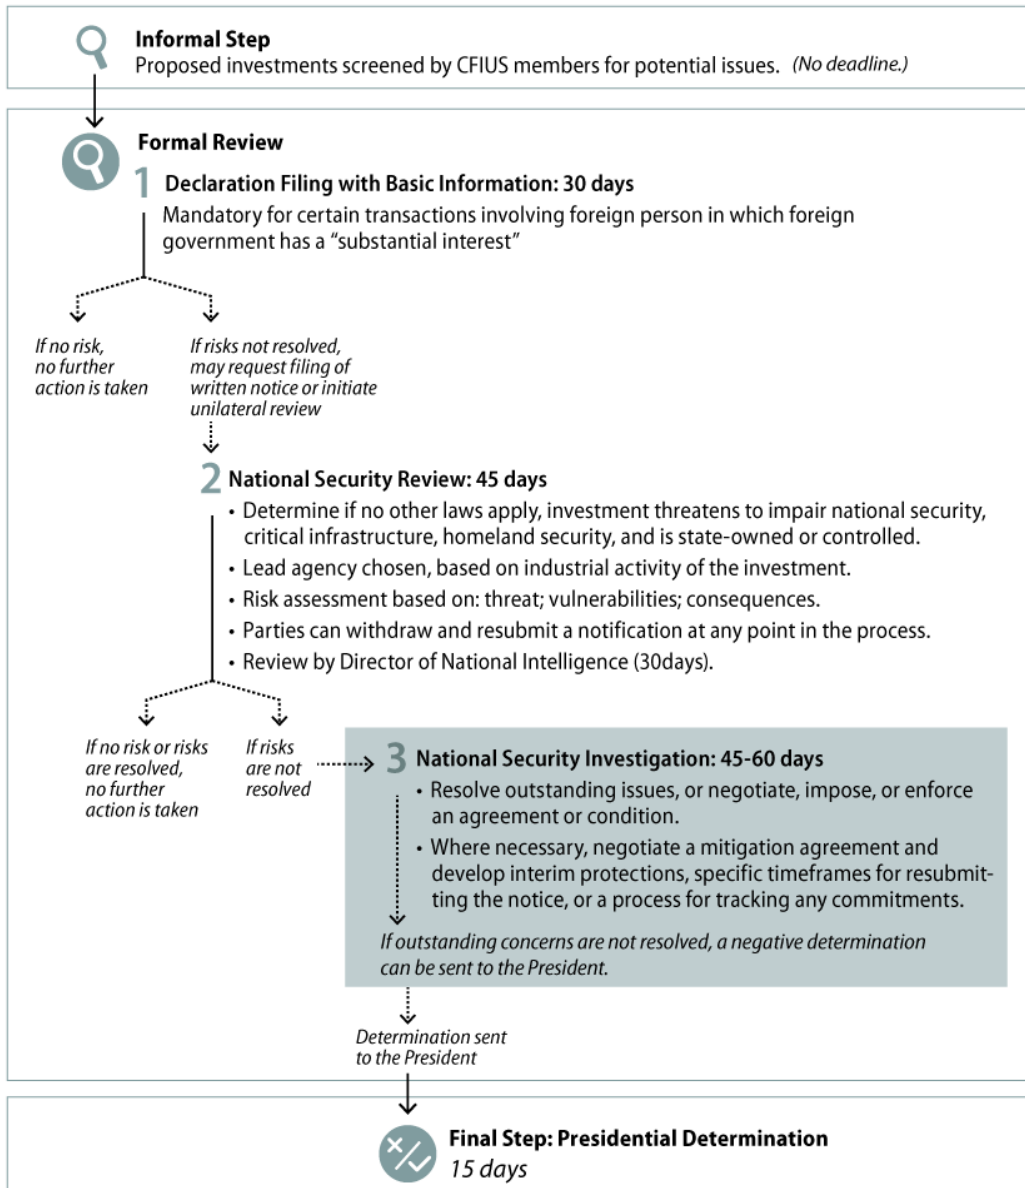 Informal Step
Proposed investments screened by CFIUS members for potential issues. (No deadline.)
Formal Review
1 Declaration Filing with Basic Information: 30 days
Mandatory for certain transactions involving foreign person in which foreign
government has a “substantial interest”
If no risk,
no further
action is taken
If risks not resolved,
may request filing of
written notice or initiate
unilateral review
2 National Security Review: 45 days
• Determine if no other laws apply, investment threatens to impair national security,
critical infrastructure, homeland security, and is state-owned or controlled.
• Lead agency chosen, based on industrial activity of the investment.
• Risk assessment based on: threat; vulnerabilities; consequences.
• Parties can withdraw and resubmit a notification at any point in the process.
• Review by Director of National Intelligence (30days).
If no risk or risks
are resolved,
no further
action is taken
If risks
are not
resolved
3 National Security Investigation: 45-60 days
• Resolve outstanding issues, or negotiate, impose, or enforce
an agreement or condition.
• Where necessary, negotiate a mitigation agreement and
develop interim protections, specific timeframes for resubmit-
ting the notice, or a process for tracking any commitments.
If outstanding concerns are not resolved, a negative determination
can be sent to the President.
Determination sent
to the President
Final Step: Presidential Determination
15 days